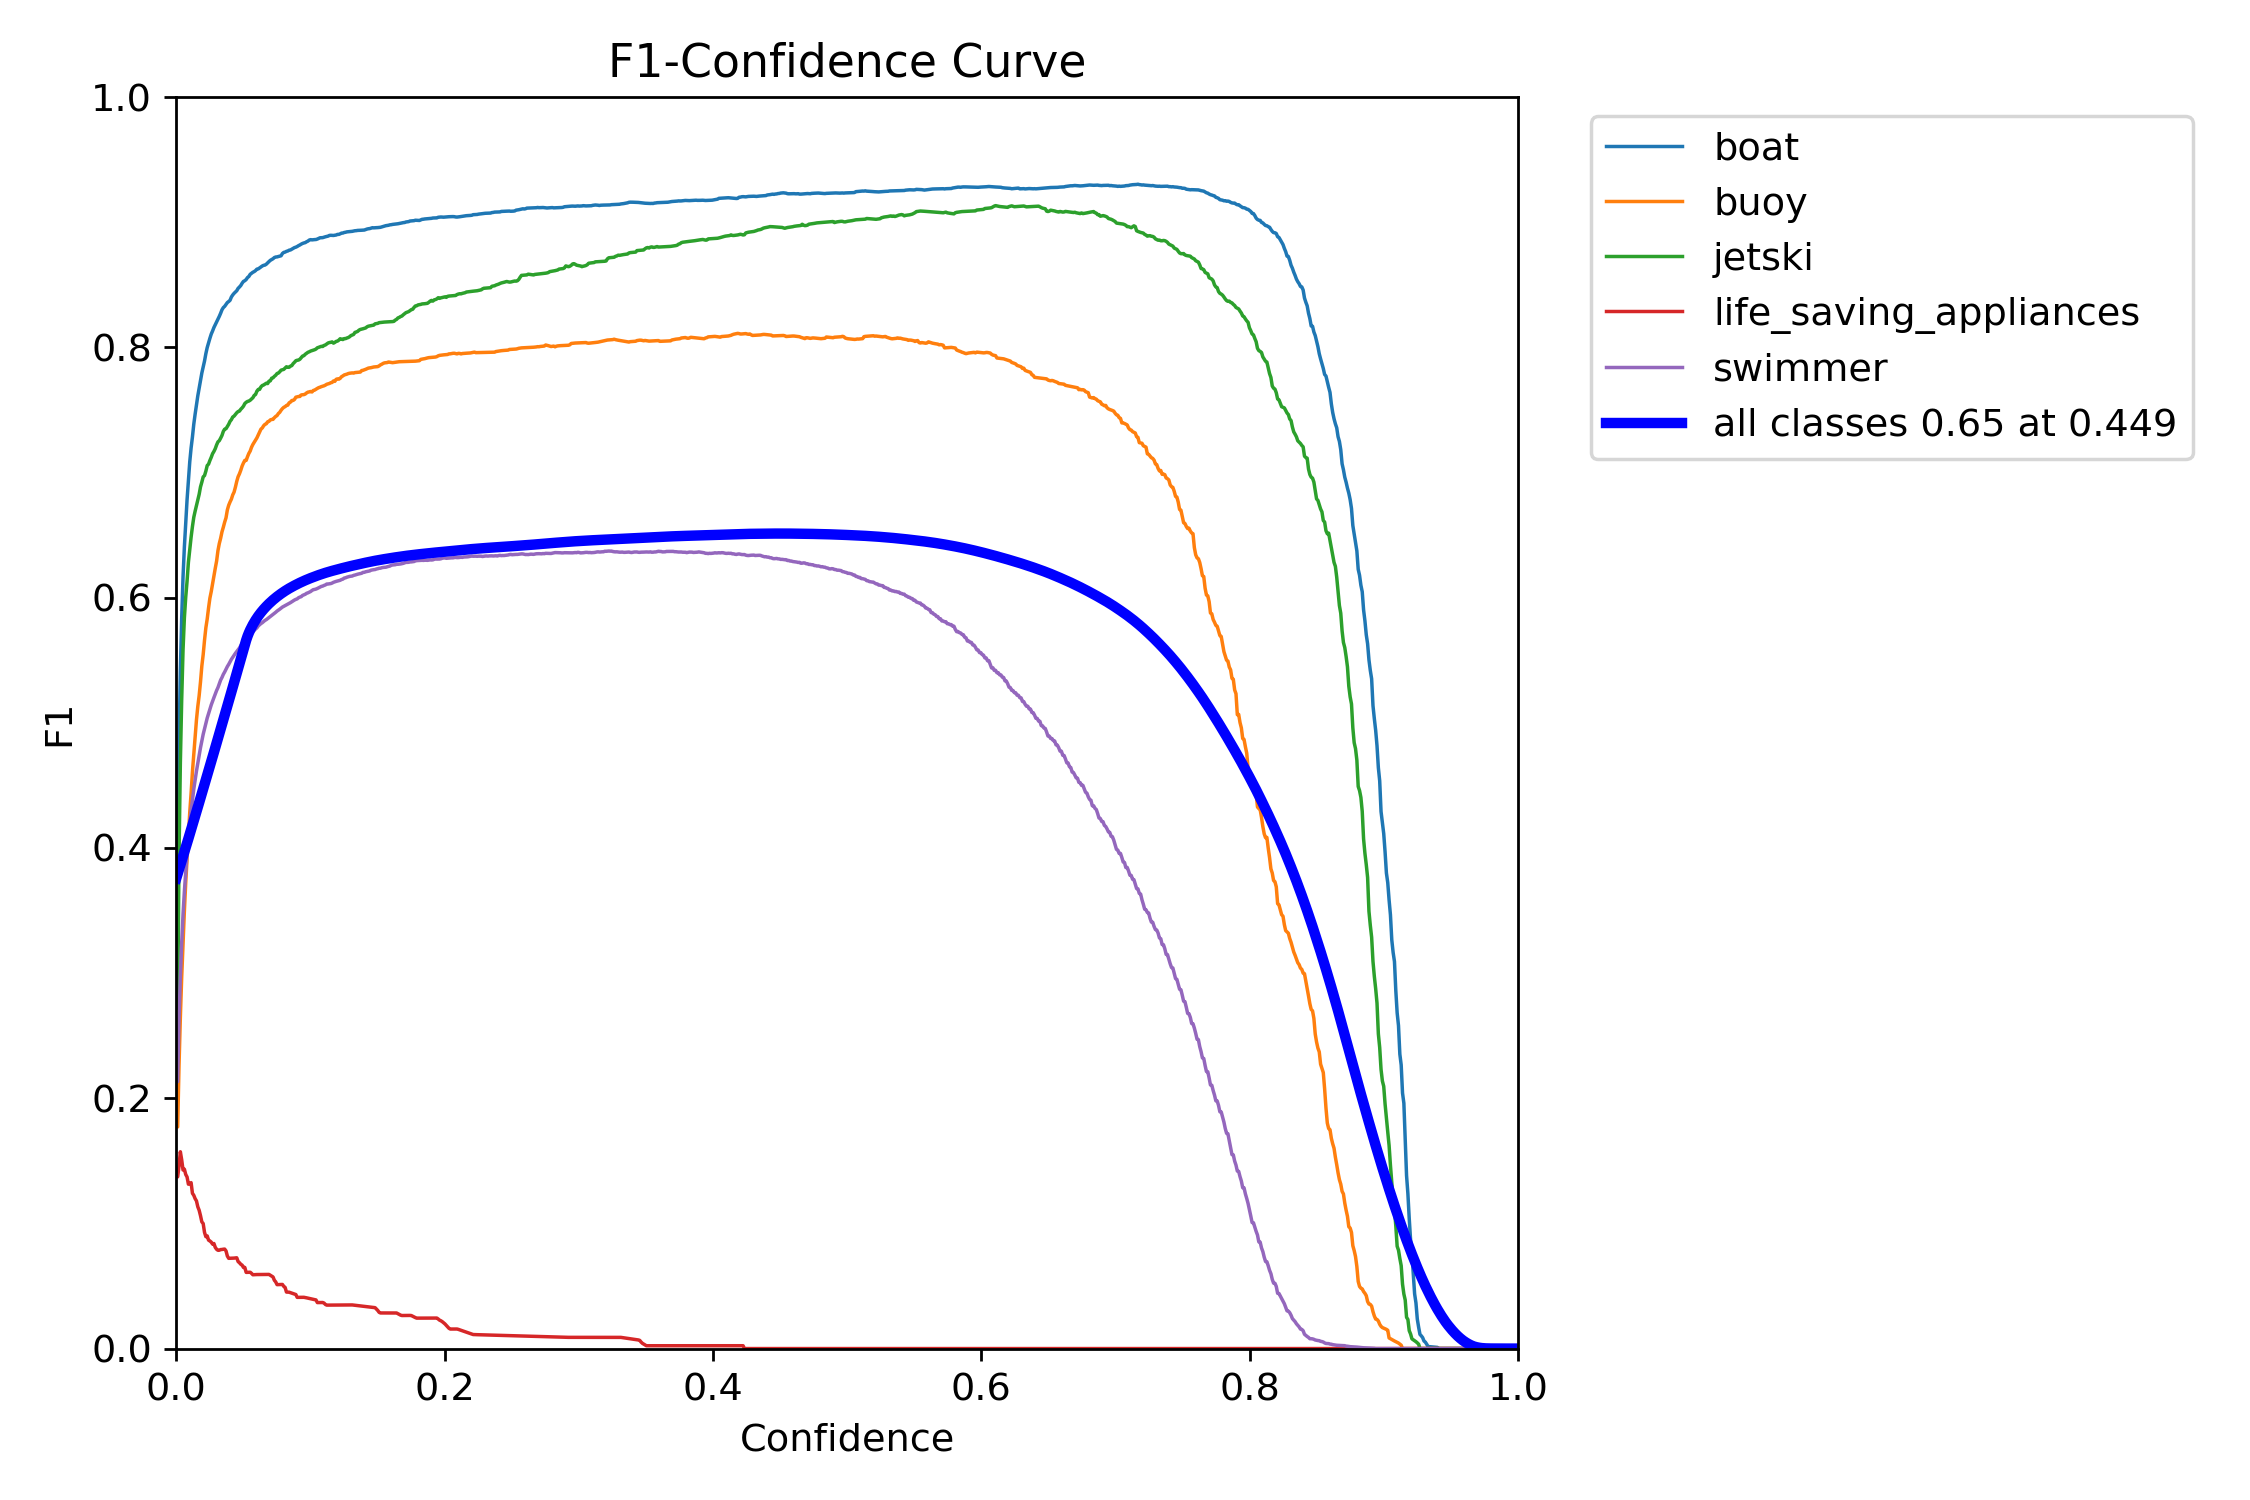 F1-Confidence Curve
1.0
0.8
0.6
0.4
0.2
0.0
F1
0.0 0.2 0.4 0.6 0.8 1.0
Confidence
boat
buoy
jetski
life_saving_appliances
swimmer
all classes 0.65 at 0.449